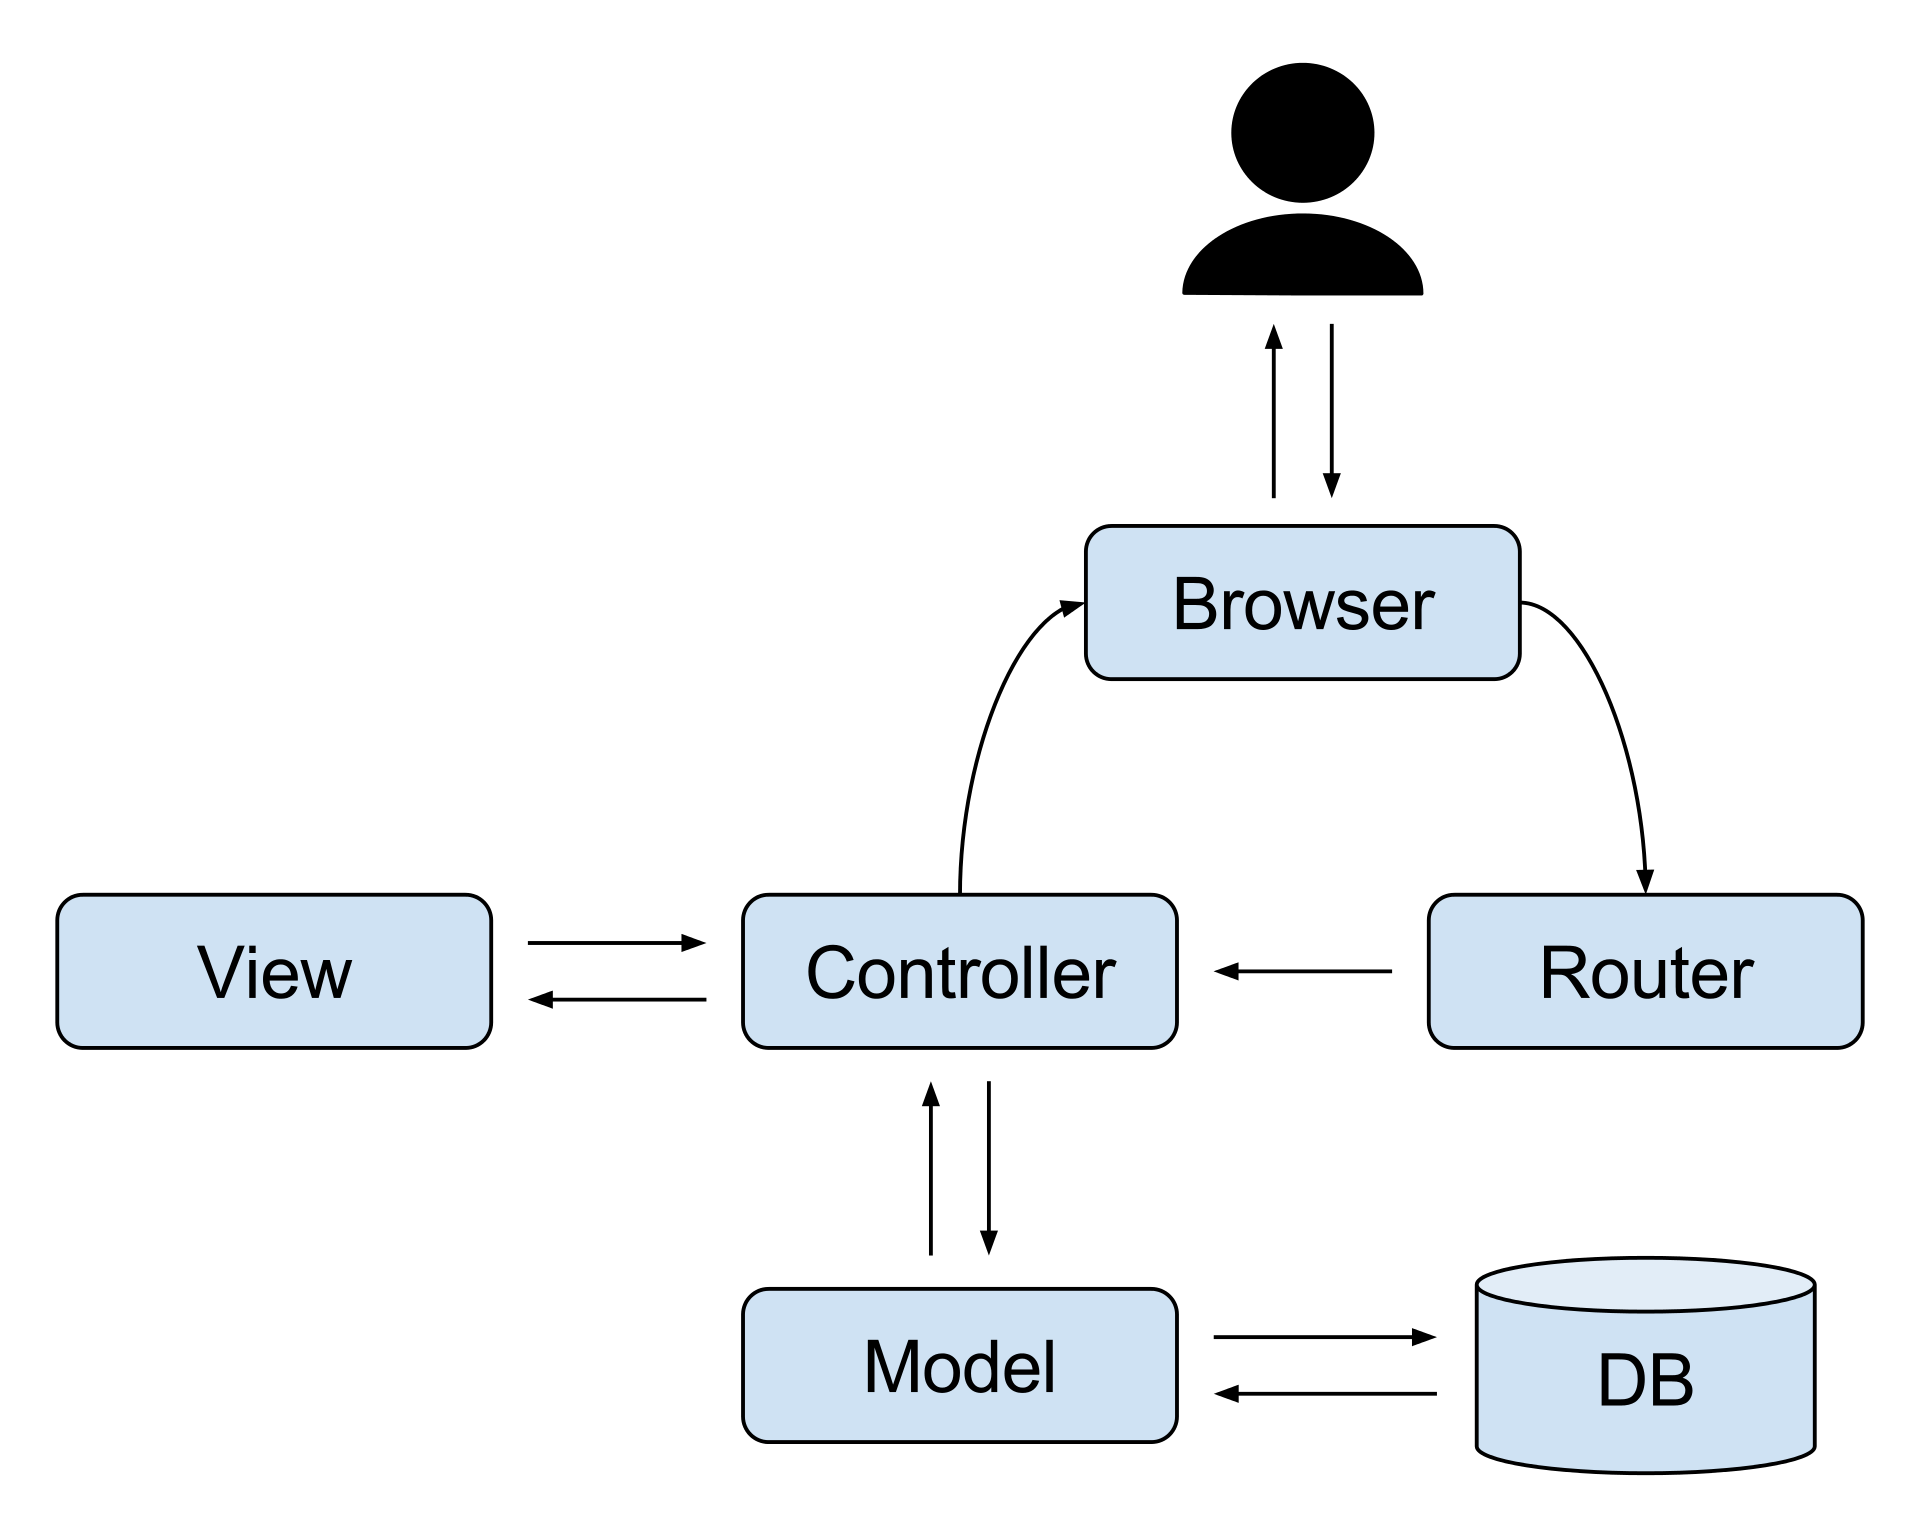 Browser
View
Controller
Router
Model
DB